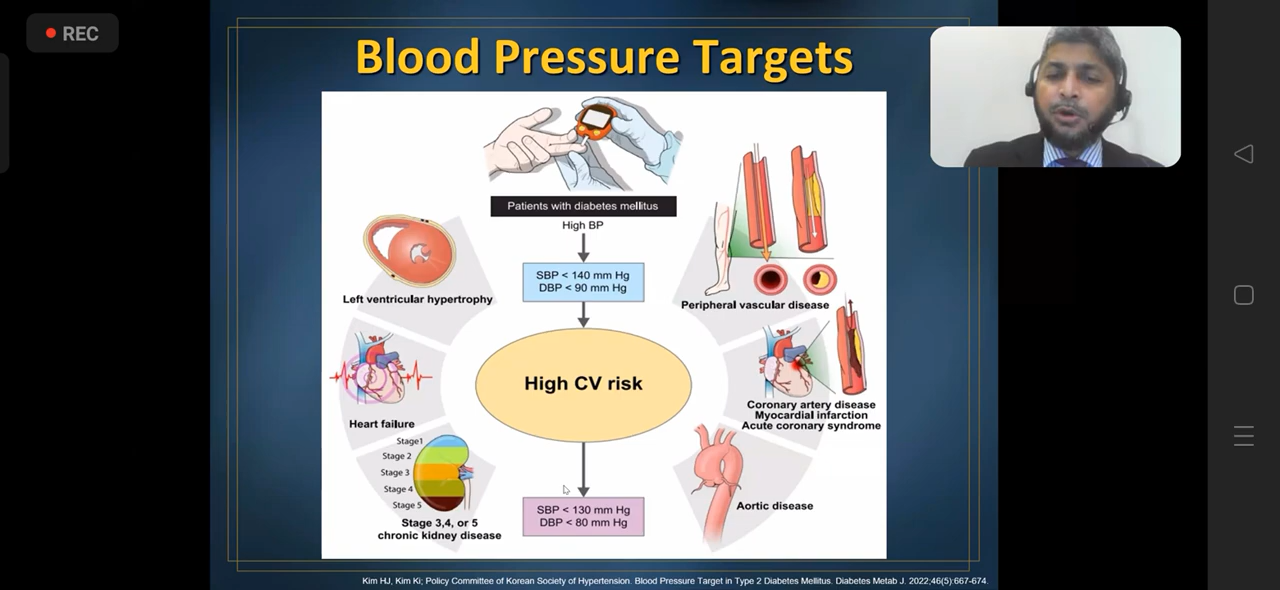 REC
Blood Pressure Targets
Patients with diabetes mellitus
High BP
SBP < 140 mm Hg
DBP < 90 mm Hg
High CV risk
SBP < 130 mm Hg
DBP < 80 mm Hg
Left ventricular hypertrophy
Heart failure
Stage1
Stage 2
Stage 3
Stage 4
Stage 5
Stage 3,4, or 5
chronic kidney disease
Peripheral vascular disease
Coronary artery disease
Myocardial infarction
Acute coronary syndrome
Aortic disease
Kim HJ, Kim Ki; Policy Committee of Korean Society of Hypertension. Blood Pressure Target in Type 2 Diabetes Mellitus. Diabetes Metab J. 2022;46(5):667-674.